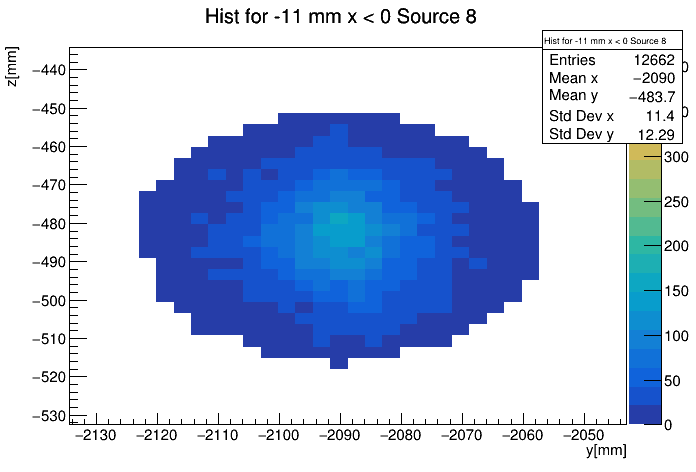 Hist for -11 mm x < 0 Source 8
Hist for -11 mm x < 0 Source 8
Entries 12662
Mean x −2090
Mean y −483.7
Std Dev x 11.4
Std Dev y 12.29
z[mm]
−440
−450
−460
−470
−480
−490
−500
−510
−520
−530
300
250
200
150
100
50
0
−2130 −2120 −2110 −2100 −2090 −2080 −2070 −2060 −2050
y[mm]